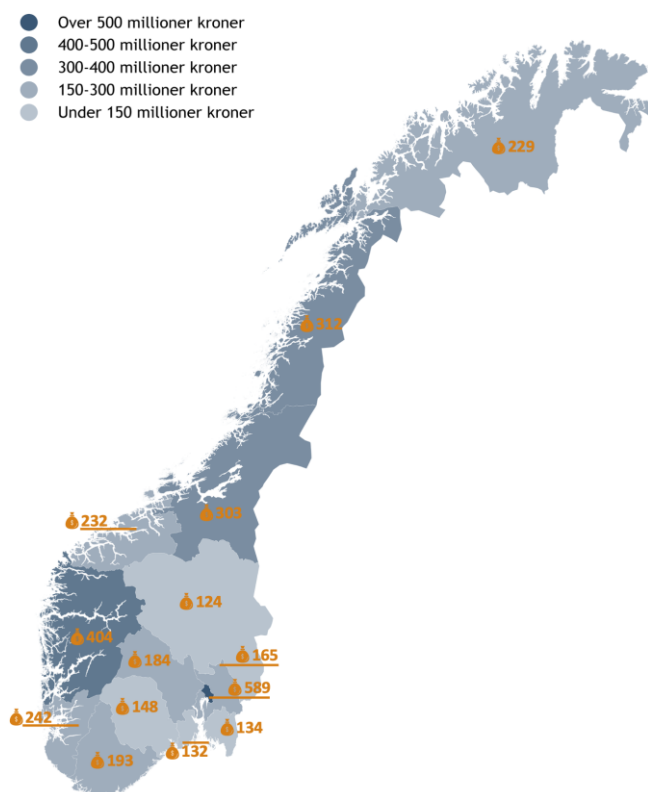 Over 500 millioner kroner
400-500 millioner kroner
300-400 millioner kroner
150-300 millioner kroner
Under 150 millioner kroner
229
312
303
232
124
404
165
184
589
148
242
134
132
193